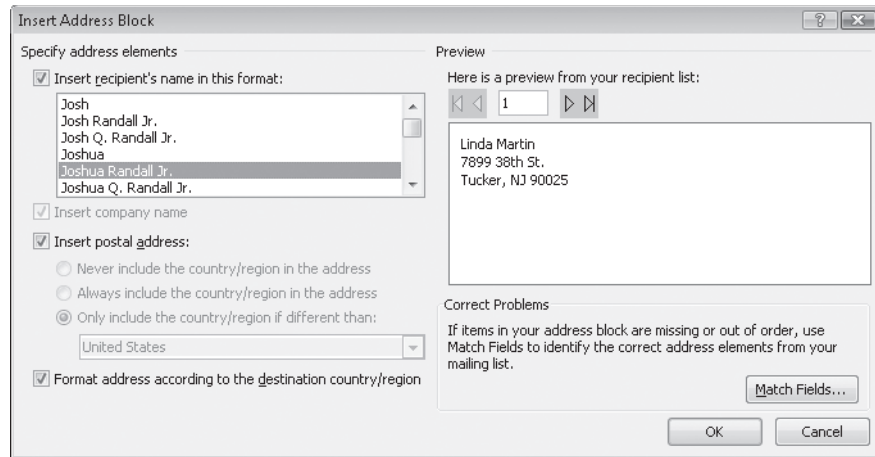 Insert Address Block
Specify address elements
Insert recipient's name in this format:
Josh
Josh Randall Jr.
Josh Q. Randall Jr.
Joshua
Joshua Randall Jr.
Joshua Q. Randall Jr.
Insert company name
Insert postal address:
Never include the country/region in the address
Always include the country/region in the address
Only include the country/region if different than:
United States
Format address according to the destination country/region
Preview
Here is a preview from your recipient list:
1
Linda Martin
7899 38th St.
Tucker, NJ 90025
Correct Problems
If items in your address block are missing or out of order, use
Match Fields to identify the correct address elements from your
mailing list.
Match Fields...
OK
Cancel